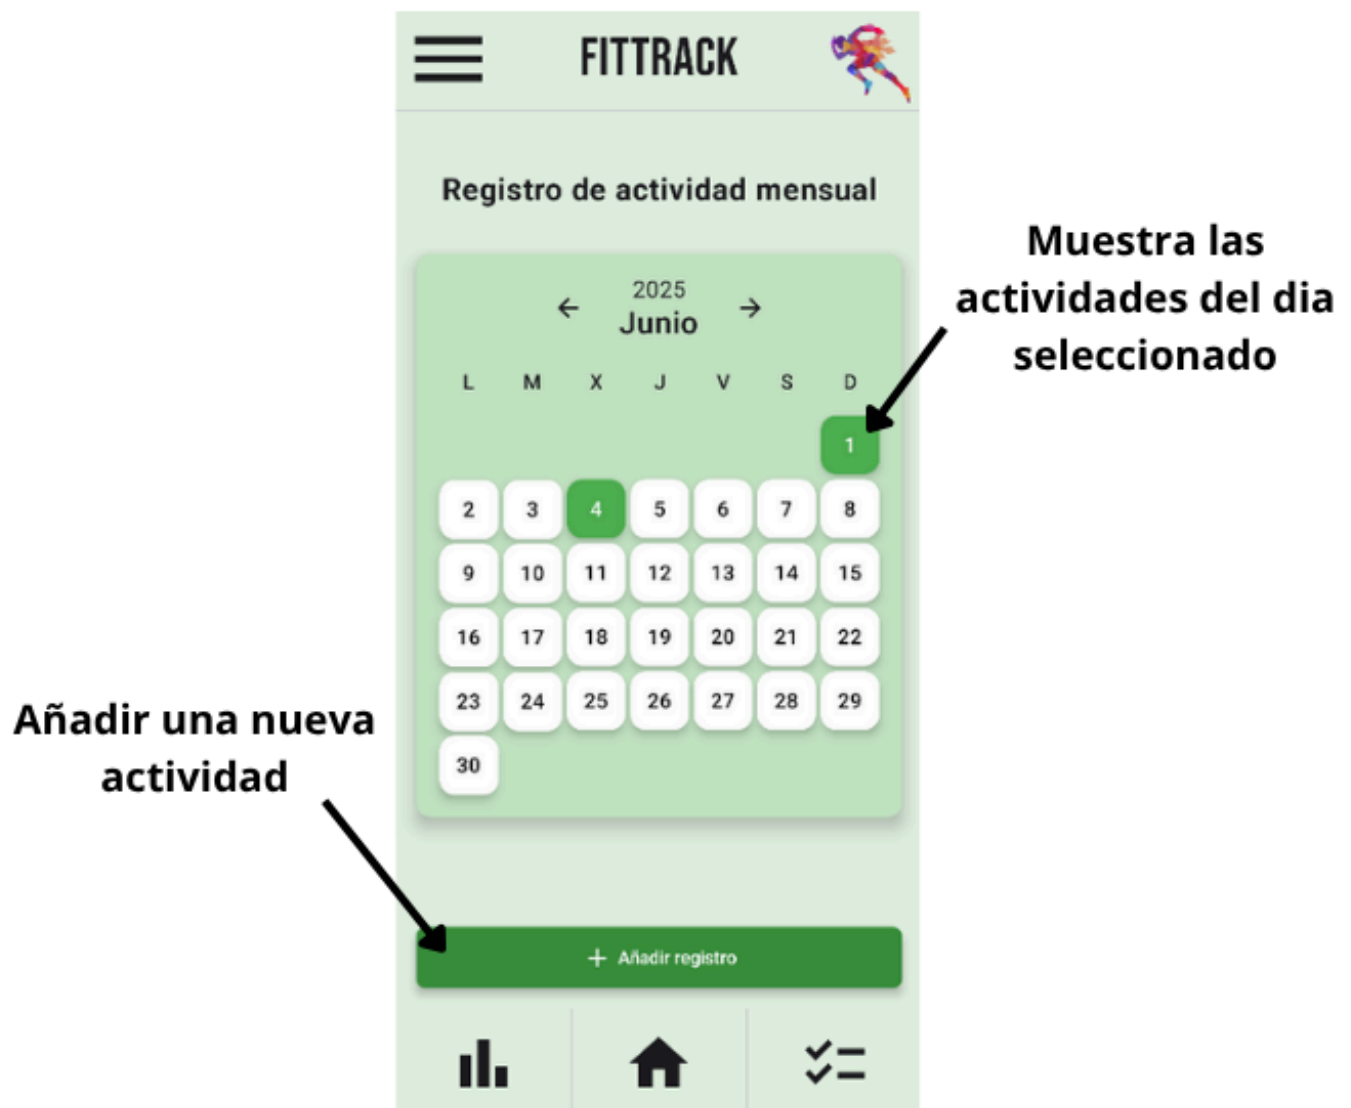 FITTRACK
Registro de actividad mensual
Muestra las
actividades del dia
seleccionado
2025
Junio
L M X J V S D
1
2 3 4 5 6 7 8
9 10 11 12 13 14 15
16 17 18 19 20 21 22
23 24 25 26 27 28 29
30
Añadir una nueva
actividad
+ Añadir registro